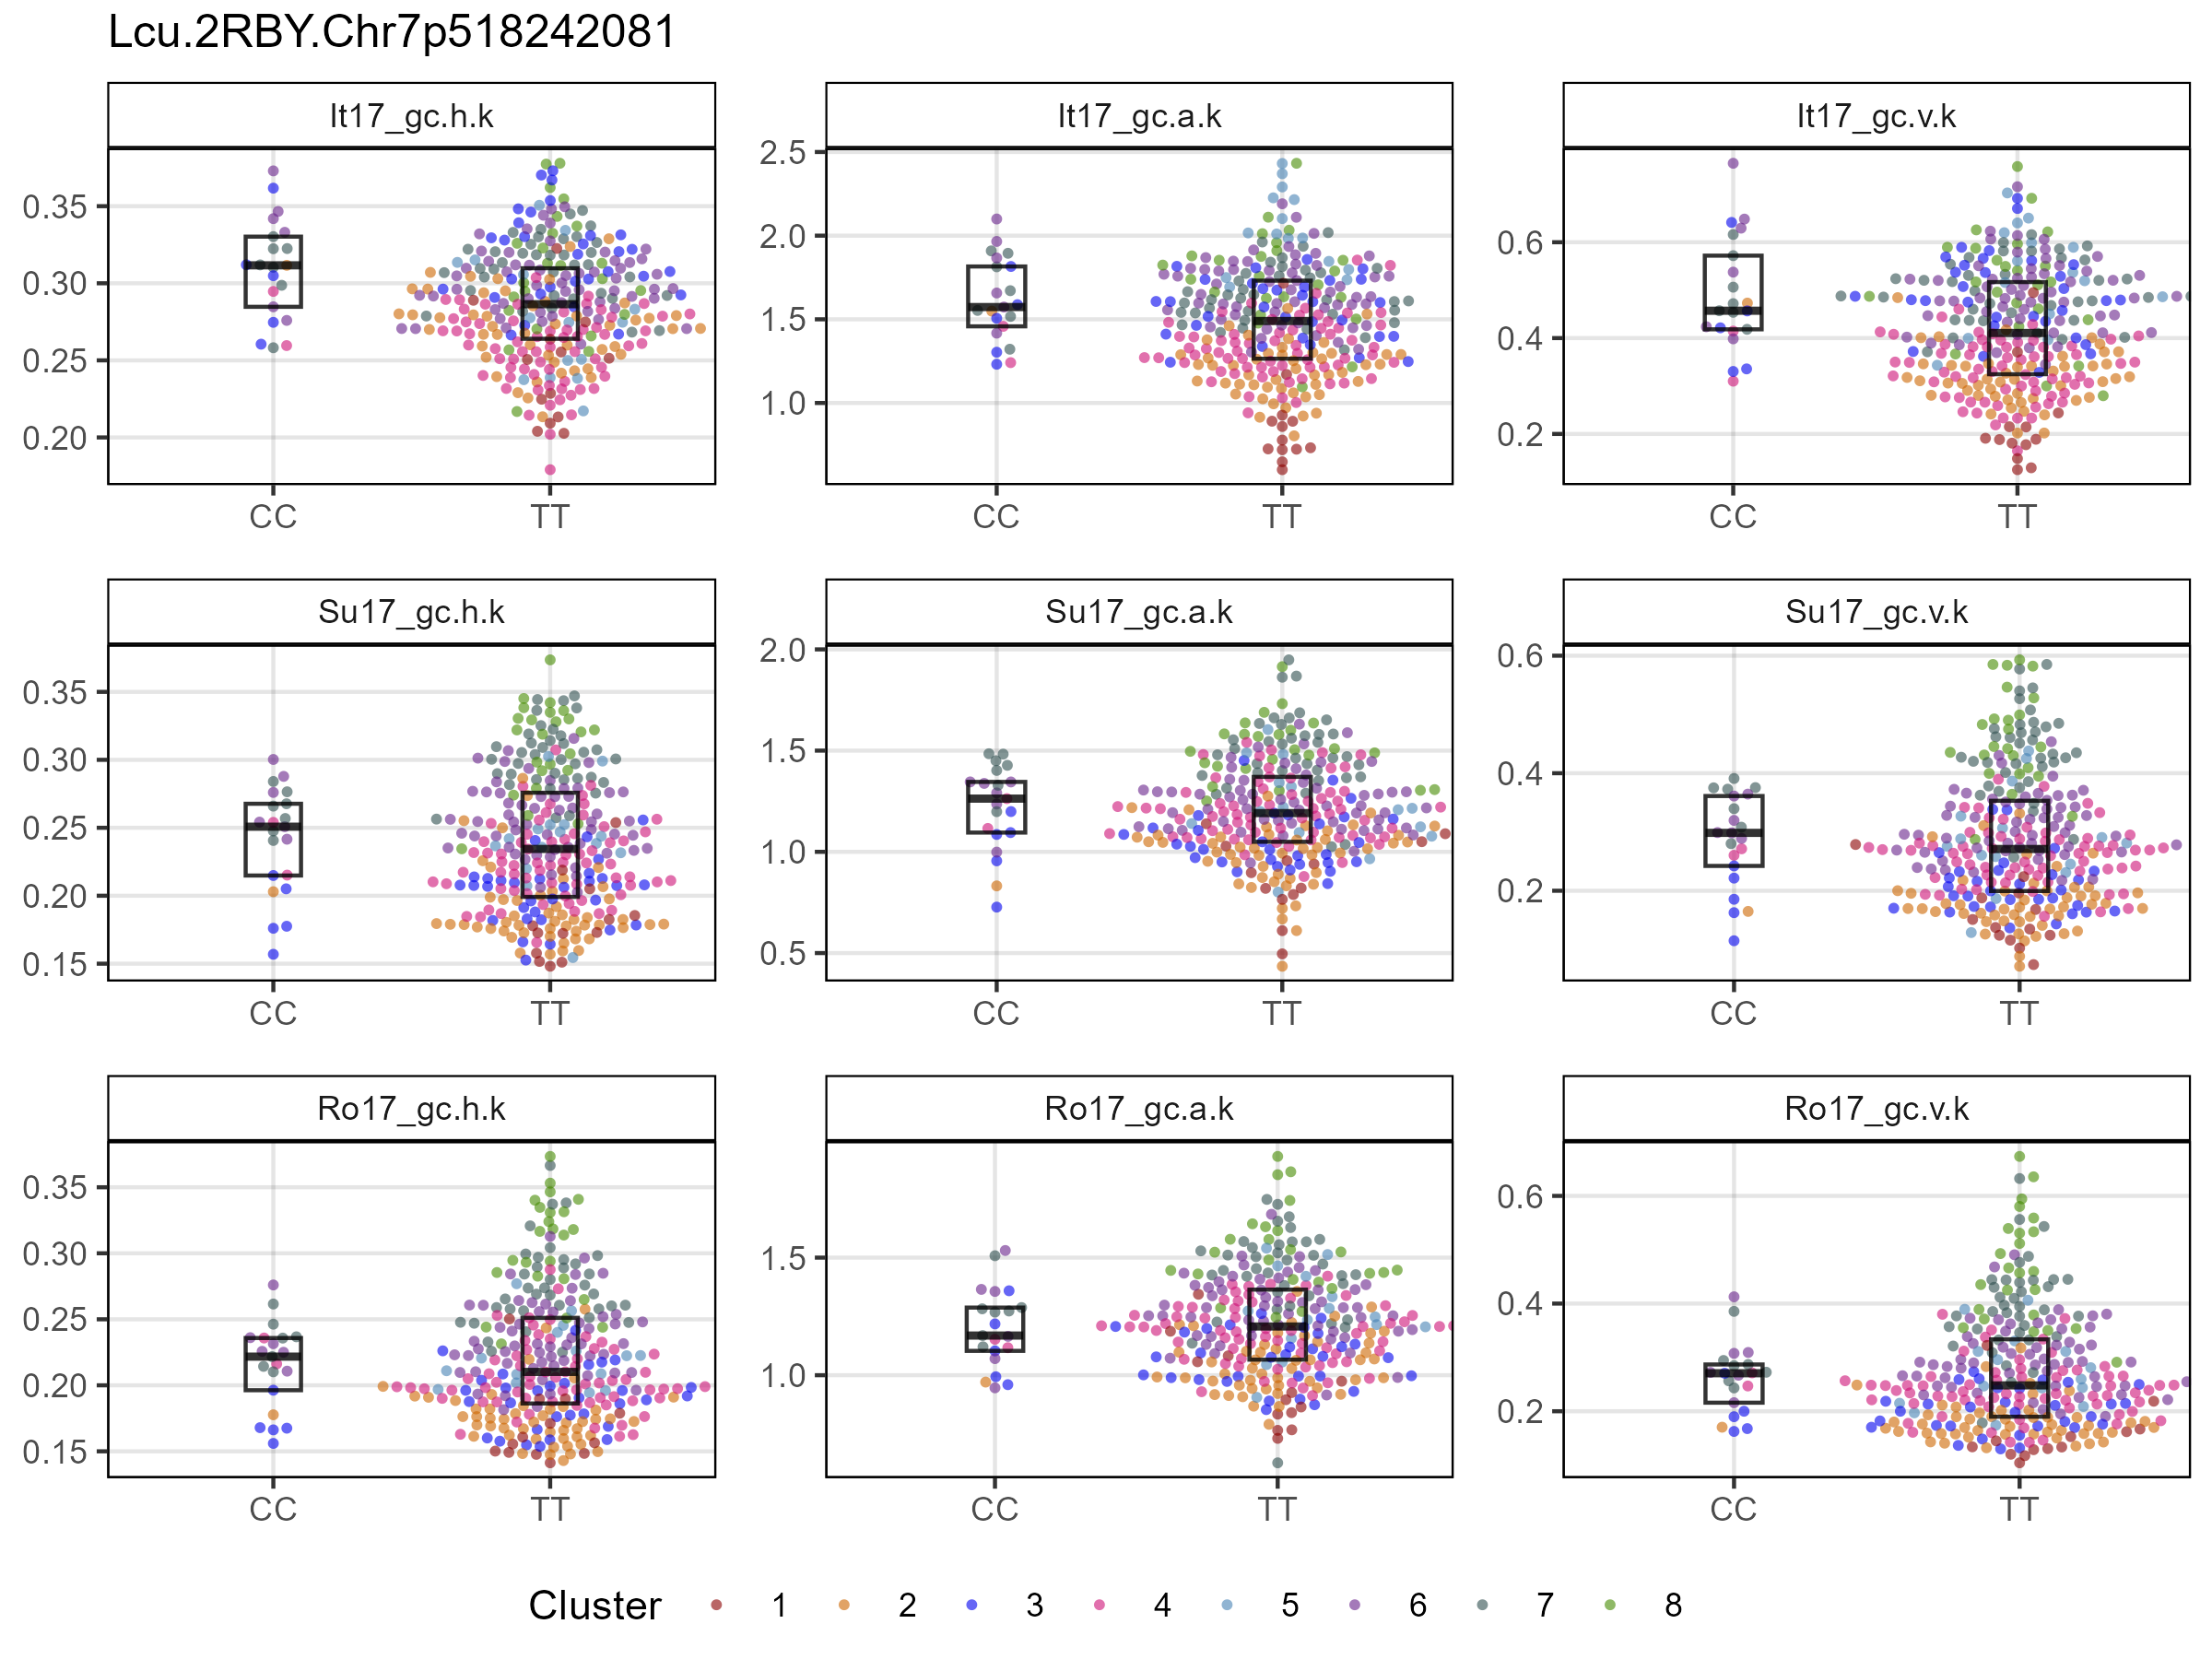 Lcu.2RBY.Chr7p518242081
It17_gc.h.k
It17_gc.a.k
It17_gc.v.k
0.35
0.30
0.25
0.20
2.5
2.0
1.5
1.0
0.6
0.4
0.2
CC
TT
CC
TT
CC
TT
Su17_gc.h.k
Su17_gc.a.k
Su17_gc.v.k
0.35
0.30
0.25
0.20
0.15
2.0
1.5
1.0
0.5
0.6
0.4
0.2
CC
TT
CC
TT
CC
TT
Ro17_gc.h.k
Ro17_gc.a.k
Ro17_gc.v.k
0.35
0.30
0.25
0.20
0.15
1.5
1.0
0.6
0.4
0.2
CC
TT
CC
TT
CC
TT
Cluster 1 2 3 4 5 6 7 8